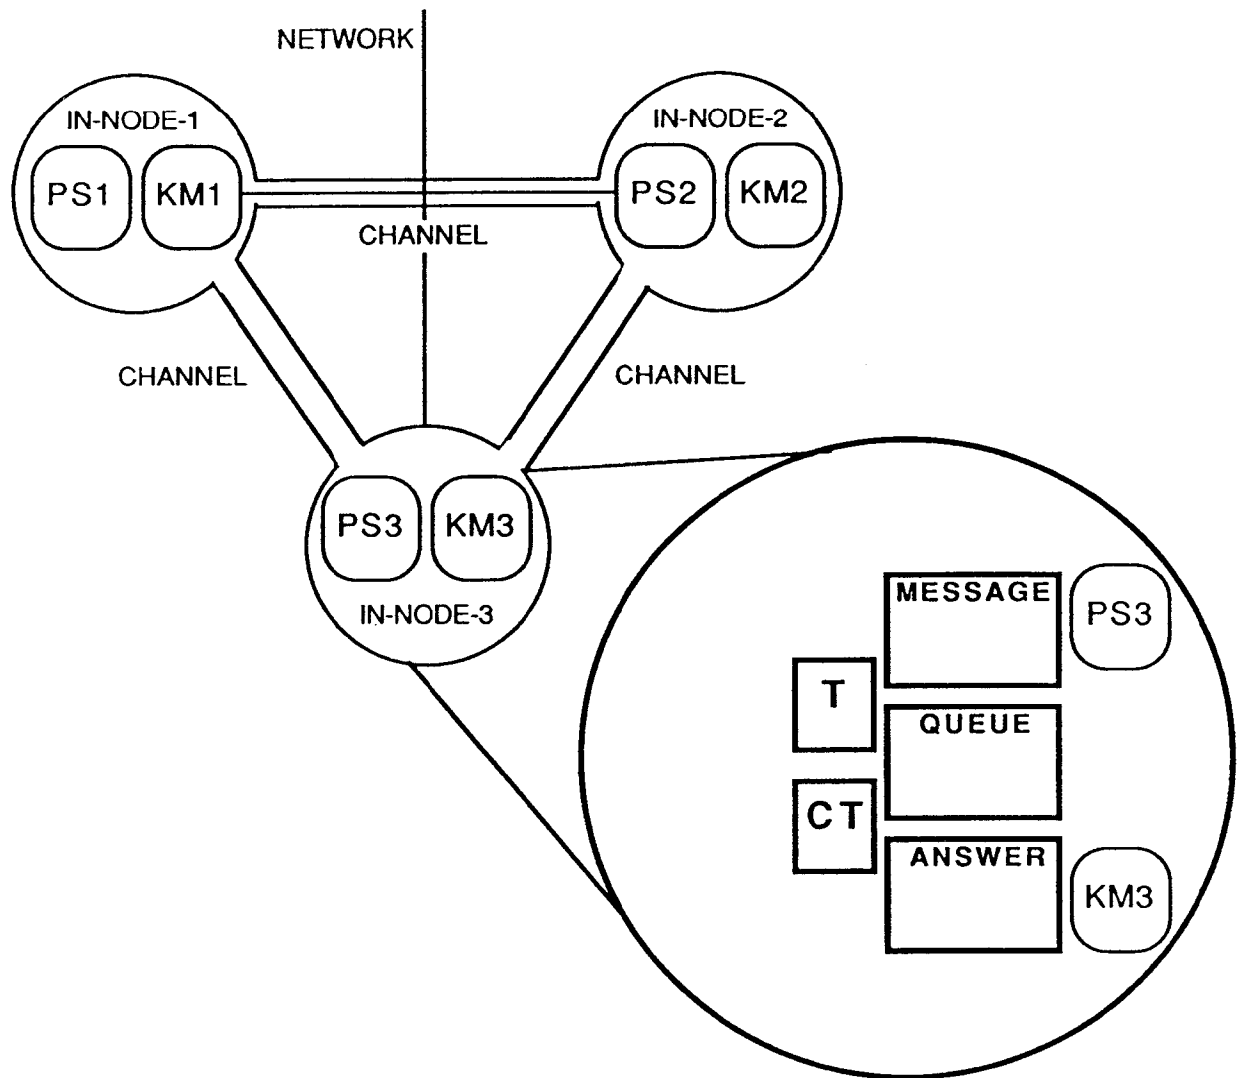 NETWORK
IN-NODE-1
IN-NODE-2
PS1
KM1
PS2
KM2
CHANNEL
CHANNEL
CHANNEL
PS3
KM3
IN-NODE-3
MESSAGE
PS3
T
QUEUE
CT
ANSWER
KM3